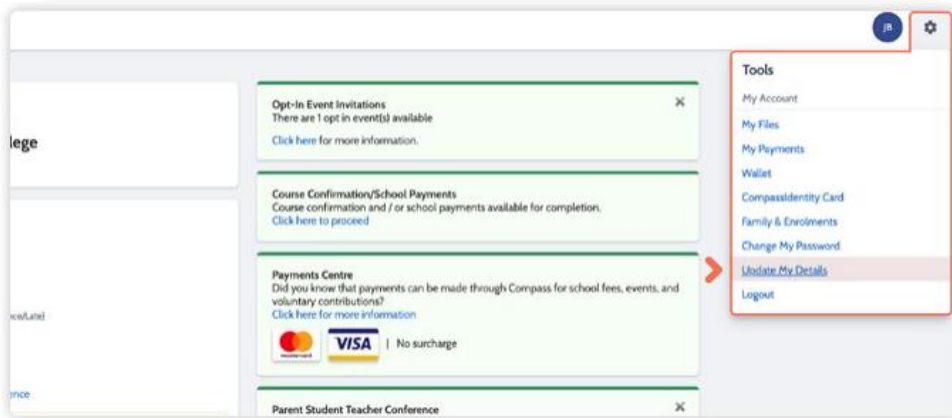 JB
lege
Opt-In Event Invitations
There are 1 opt in event(s) available
Click here for more information.
Course Confirmation/School Payments
Course confirmation and / or school payments available for completion.
Click here to proceed
Payments Centre
Did you know that payments can be made through Compass for school fees, events, and
voluntary contributions?
Click here for more information
mastercard
VISA | No surcharge
Parent Student Teacher Conference
nce/Late)
ence
Tools
My Account
My Files
My Payments
Wallet
CompassIdentity Card
Family & Enrolments
Change My Password
Update My Details
Logout